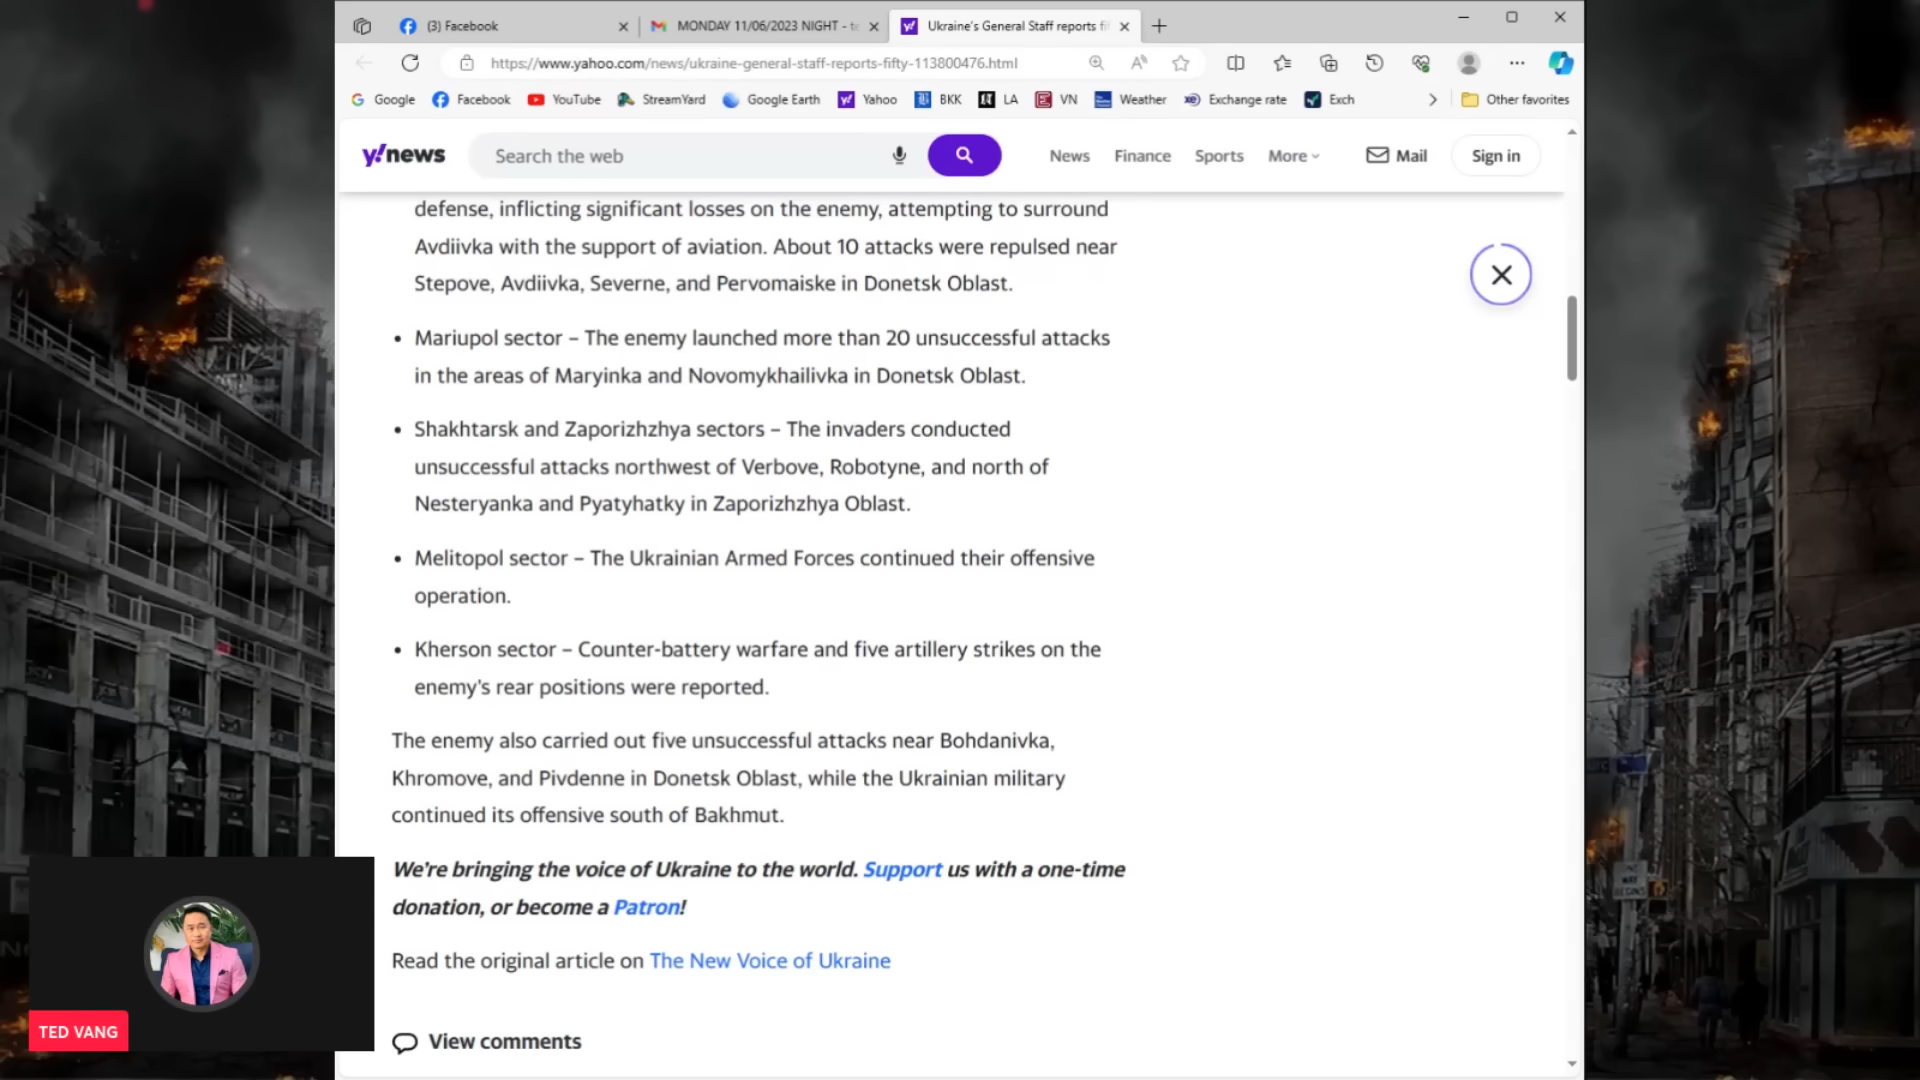 (3) Facebook
MONDAY 11/06/2023 NIGHT - te
Ukraine's General Staff reports fif
https://www.yahoo.com/news/ukraine-general-staff-reports-fifty-113800476.html
Google
Facebook
YouTube
StreamYard
Google Earth
Yahoo
BKK
LA
VN
Weather
Exchange rate
Exch
Other favorites
y!news
Search the web
News
Finance
Sports
More
Mail
Sign in
defense, inflicting significant losses on the enemy, attempting to surround
Avdiivka with the support of aviation. About 10 attacks were repulsed near
Stepove, Avdiivka, Severne, and Pervomaiske in Donetsk Oblast.
• Mariupol sector – The enemy launched more than 20 unsuccessful attacks
in the areas of Maryinka and Novomykhailivka in Donetsk Oblast.
• Shakhtarsk and Zaporizhzhya sectors – The invaders conducted
unsuccessful attacks northwest of Verbove, Robotyne, and north of
Nesteryanka and Pyatyhatky in Zaporizhzhya Oblast.
• Melitopol sector – The Ukrainian Armed Forces continued their offensive
operation.
• Kherson sector – Counter-battery warfare and five artillery strikes on the
enemy's rear positions were reported.
The enemy also carried out five unsuccessful attacks near Bohdanivka,
Khromove, and Pivdenne in Donetsk Oblast, while the Ukrainian military
continued its offensive south of Bakhmut.
We're bringing the voice of Ukraine to the world. Support us with a one-time
donation, or become a Patron!
Read the original article on The New Voice of Ukraine
View comments
TED VANG